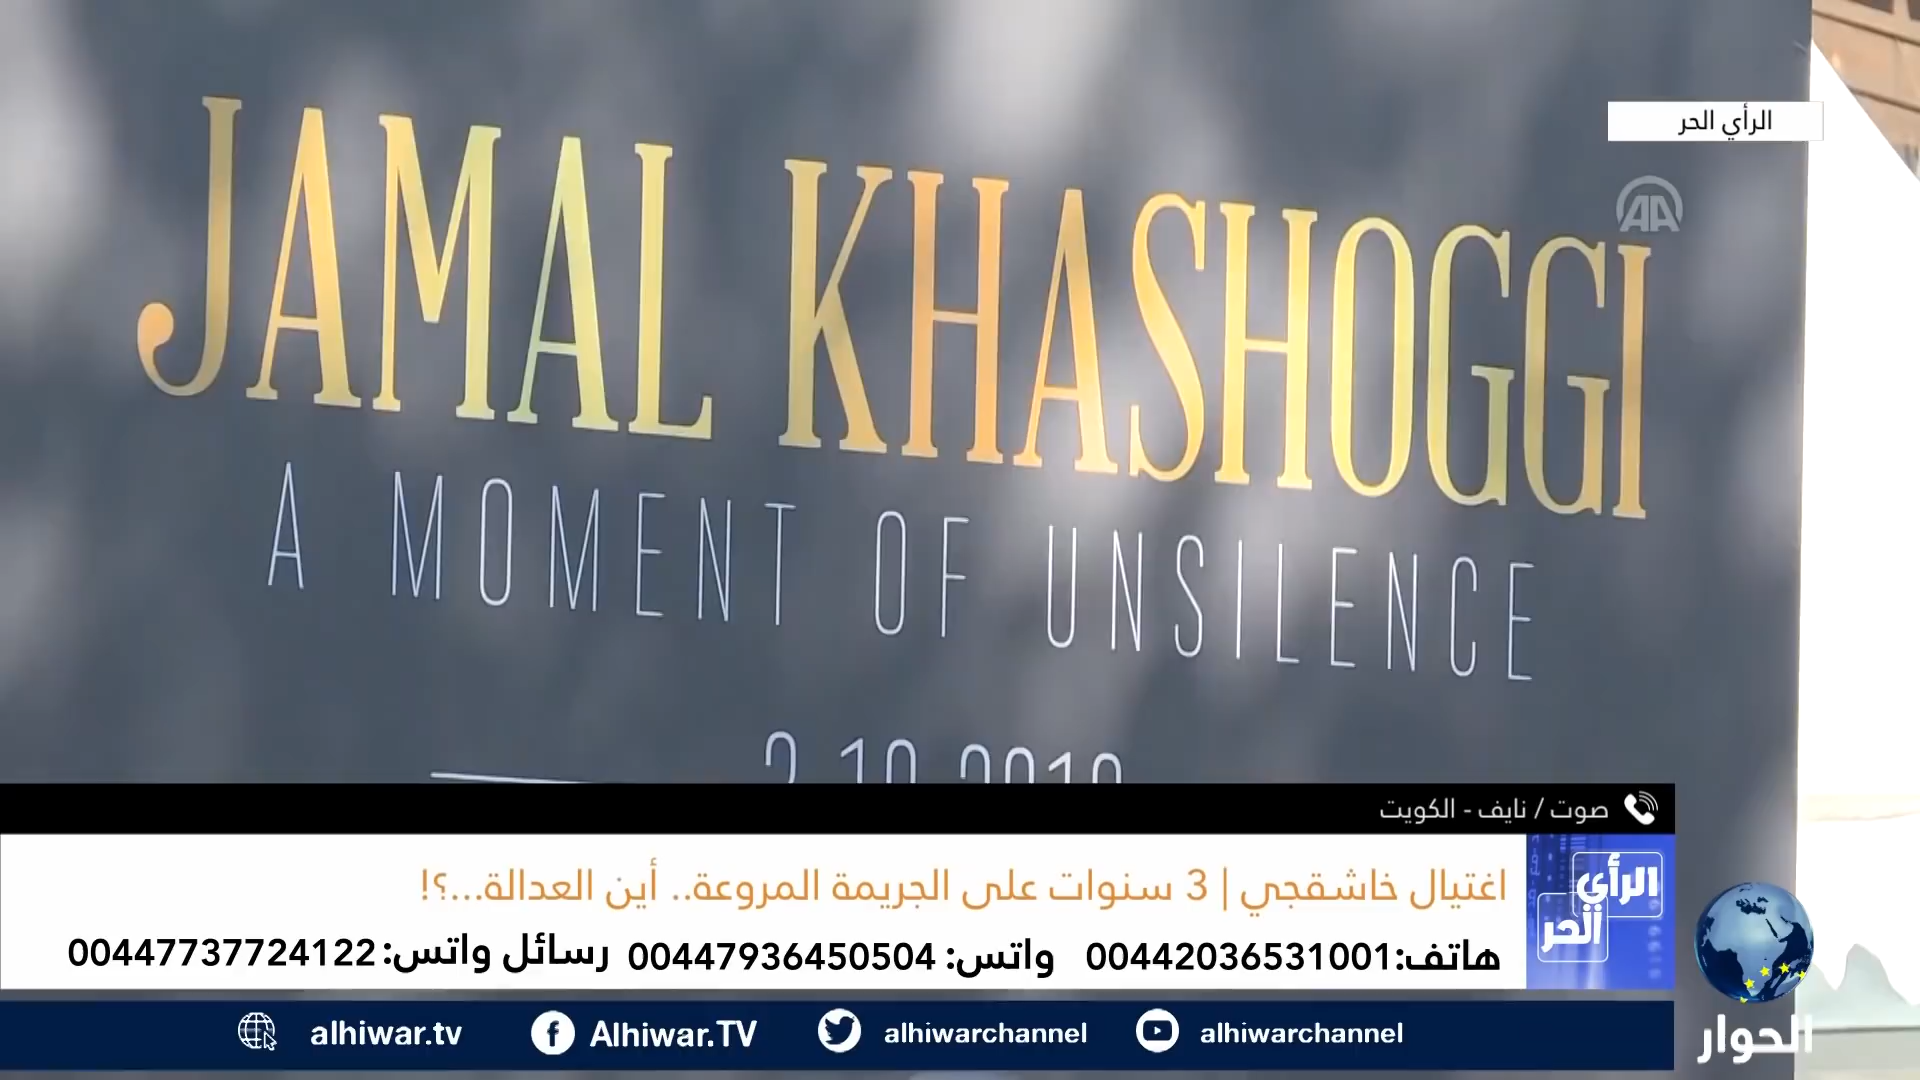 الرأي الحر
AA
JAMAL KHASHOGGI
A MOMENT OF UNSILENCE
صوت / نايف - الكويت
اغتيال خاشقجي | 3 سنوات على الجريمة المروعة.. أين العدالة...؟!
الرأي
الحر
هاتف:00442036531001 واتس: 00447936450504 رسائل واتس: 00447737724122
alhiwar.tv Alhiwar.TV alhiwarchannel alhiwarchannel
الحوار